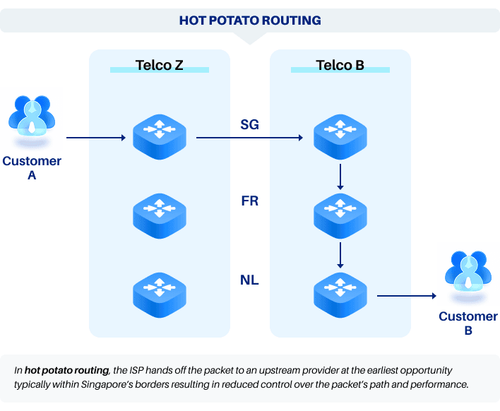 HOT POTATO ROUTING
Telco Z
Telco B
SG
Customer
A
FR
NL
Customer
B
In hot potato routing, the ISP hands off the packet to an upstream provider at the earliest opportunity
typically within Singapore's borders resulting in reduced control over the packet's path and performance.